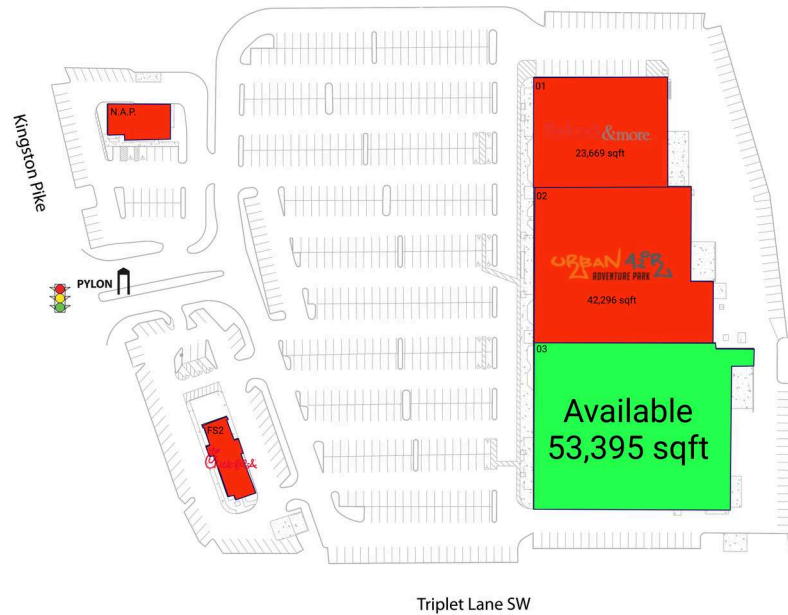 N.A.P.
Kingston Pike
PYLON
FS2
Chick-fil-A
01
&more.
23,669 sqft
02
URBAN AIR
ADVENTURE PARK
42,296 sqft
03
Available
53,395 sqft
Triplet Lane SW